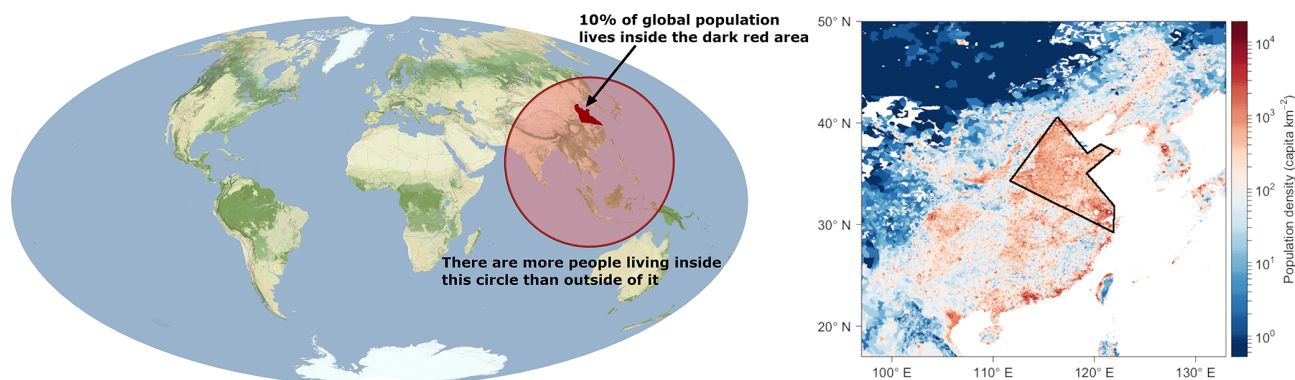 10% of global population
lives inside the dark red area
There are more people living inside
this circle than outside of it
50° N
40° N
30° N
20° N
100° E
110° E
120° E
130° E
10⁴
10³
10²
10¹
10⁰
Population density (capita km⁻²)